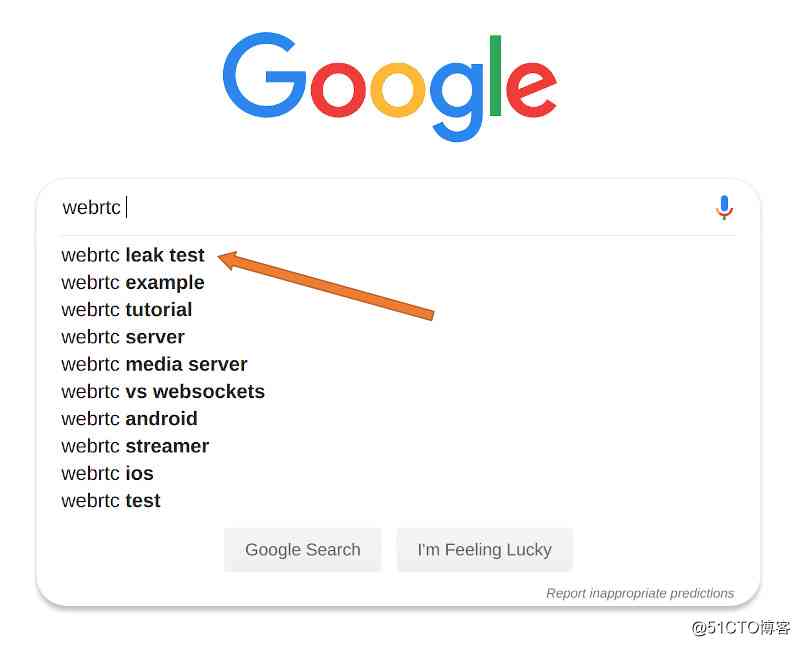 Google
webrtc
webrtc leak test
webrtc example
webrtc tutorial
webrtc server
webrtc media server
webrtc vs websockets
webrtc android
webrtc streamer
webrtc ios
webrtc test
Google Search
I'm Feeling Lucky
Report inappropriate predictions
@51CTO博客